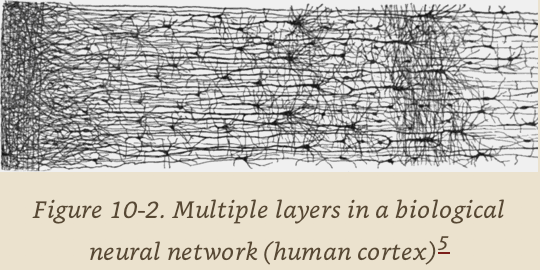 Figure 10-2. Multiple layers in a biological
neural network (human cortex)5